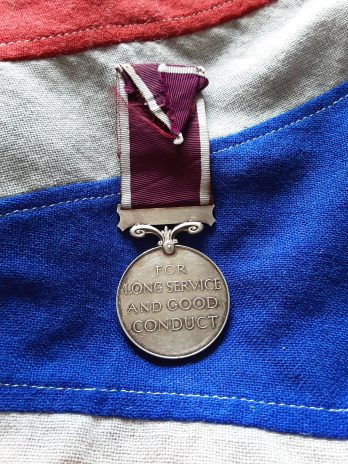 FOR
LONG SERVICE
AND GOOD
CONDUCT